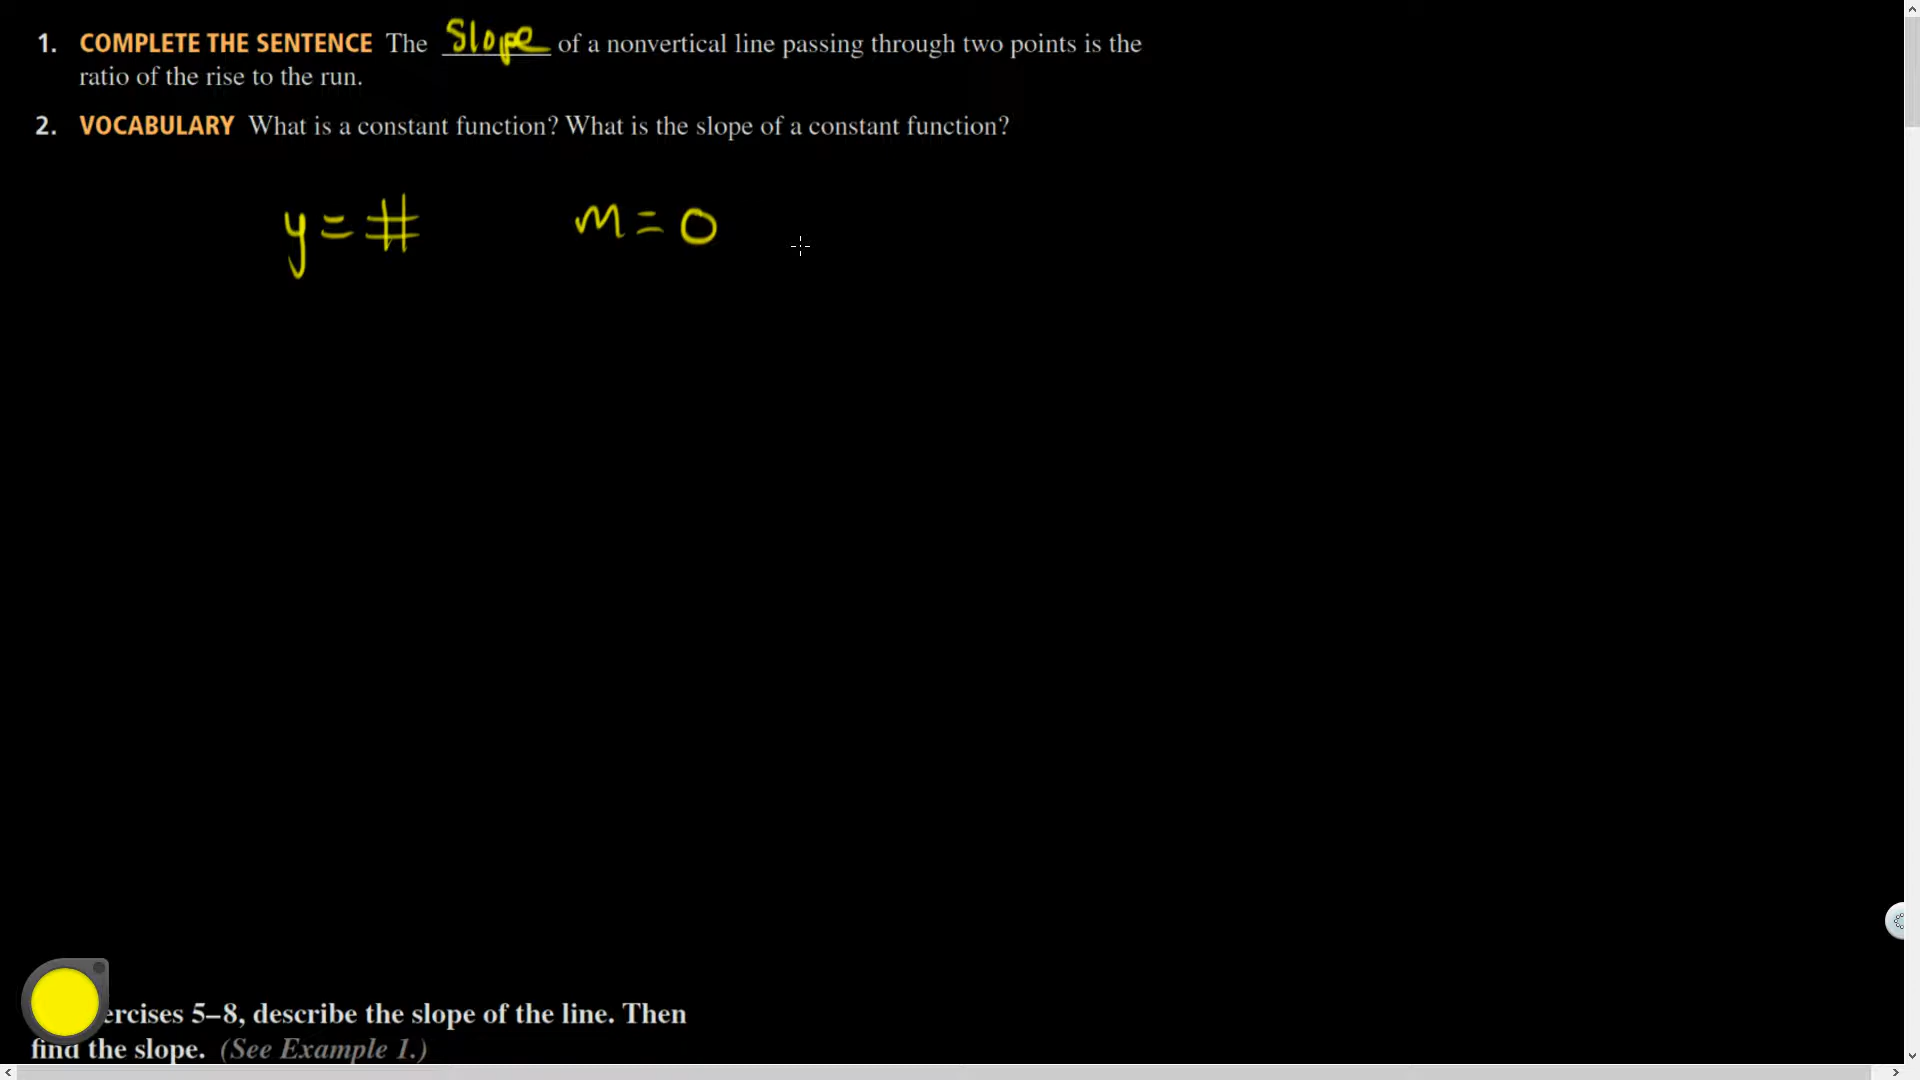 1. COMPLETE THE SENTENCE The Slope of a nonvertical line passing through two points is the
ratio of the rise to the run.
2. VOCABULARY What is a constant function? What is the slope of a constant function?
y = # m = 0
ercises 5–8, describe the slope of the line. Then
find the slope. (See Example 1.)